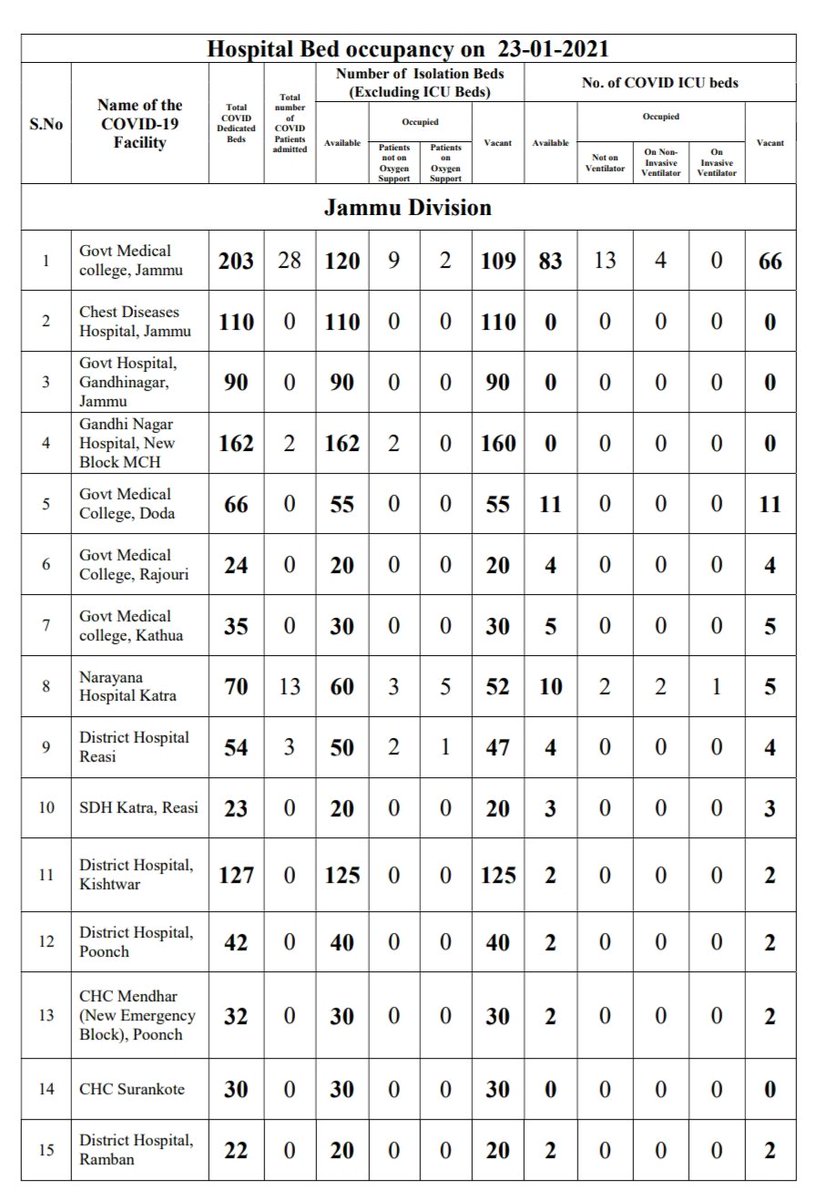 Hospital Bed occupancy on 23-01-2021
S.No
Name of the
COVID-19
Facility
Total
COVID
Dedicated
Beds
Total
number
of
COVID
Patients
admitted
Number of Isolation Beds
(Excluding ICU Beds)
No. of COVID ICU beds
Available
Occupied
Patients
not on
Oxygen
Support
Patients
on
Oxygen
Support
Vacant
Available
Occupied
Not on
Ventilator
On Non-
Invasive
Ventilator
On
Invasive
Ventilator
Vacant
Jammu Division
1 Govt Medical
college, Jammu 203 28 120 9 2 109 83 13 4 0 66
2 Chest Diseases
Hospital, Jammu 110 0 110 0 0 110 0 0 0 0 0
3 Govt Hospital,
Gandhinagar,
Jammu 90 0 90 0 0 90 0 0 0 0 0
4 Gandhi Nagar
Hospital, New
Block MCH 162 2 162 2 0 160 0 0 0 0 0
5 Govt Medical
College, Doda 66 0 55 0 0 55 11 0 0 0 11
6 Govt Medical
College, Rajouri 24 0 20 0 0 20 4 0 0 0 4
7 Govt Medical
college, Kathua 35 0 30 0 0 30 5 0 0 0 5
8 Narayana
Hospital Katra 70 13 60 3 5 52 10 2 2 1 5
9 District Hospital
Reasi 54 3 50 2 1 47 4 0 0 0 4
10 SDH Katra, Reasi 23 0 20 0 0 20 3 0 0 0 3
11 District Hospital,
Kishtwar 127 0 125 0 0 125 2 0 0 0 2
12 District Hospital,
Poonch 42 0 40 0 0 40 2 0 0 0 2
13 CHC Mendhar
(New Emergency
Block), Poonch 32 0 30 0 0 30 2 0 0 0 2
14 CHC Surankote 30 0 30 0 0 30 0 0 0 0 0
15 District Hospital,
Ramban 22 0 20 0 0 20 2 0 0 0 2